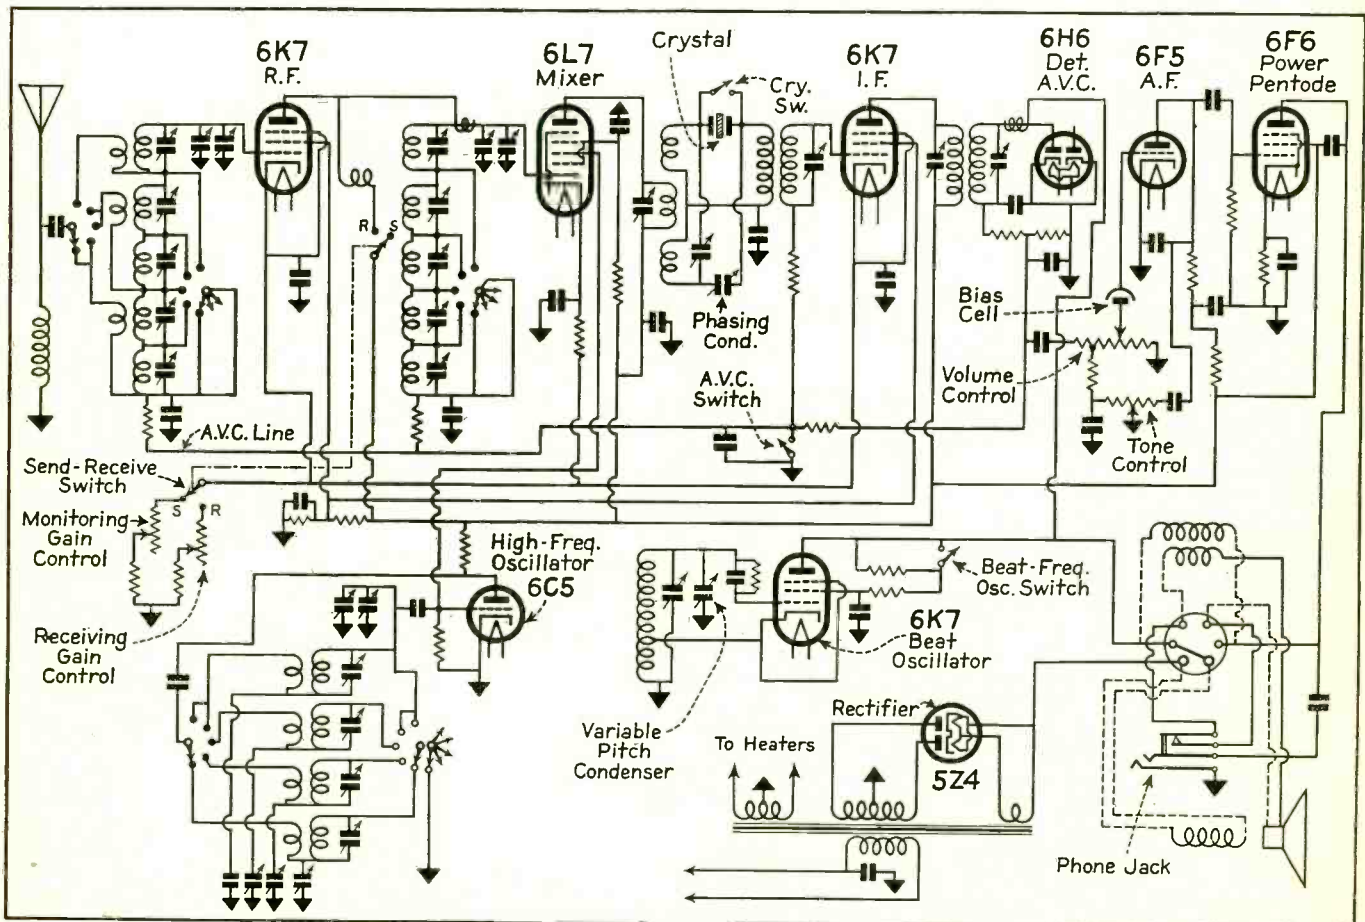 6K7
R.F.
6L7
Mixer
Crystal
Cry.
Sw.
6K7
I.F.
6H6
Det.
A.V.C.
6F5
A.F.
6F6
Power
Pentode
R
S
Phasing
Cond.
Bias
Cell
Volume
Control
A.V.C.
Switch
Tone
Control
A.V.C. Line
Send-Receive
Switch
S
R
Monitoring
Gain
Control
Receiving
Gain
Control
High-Freq.
Oscillator
6C5
Beat-Freq.
Osc. Switch
6K7
Beat
Oscillator
Variable
Pitch
Condenser
Rectifier
To Heaters
5Z4
Phone Jack